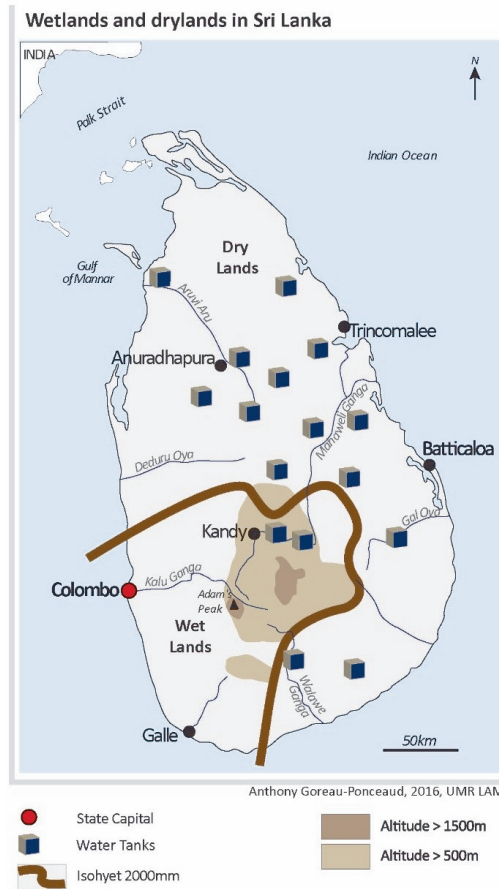 Wetlands and drylands in Sri Lanka
INDIA
N
Palk Strait
Indian Ocean
Dry
Lands
Gulf
of Mannar
Aruvi Aru
Trincomalee
Anuradhapura
Mahawell Ganga
Deduru Oya
Batticaloa
Gal Oya
Kandy
Colombo
Kalu Ganga
Adam's
Peak
Wet
Lands
Walawe
Ganga
Galle
50km
Anthony Goreau-Ponceaud, 2016, UMR LAM
State Capital
Water Tanks
Isohyet 2000mm
Altitude > 1500m
Altitude > 500m